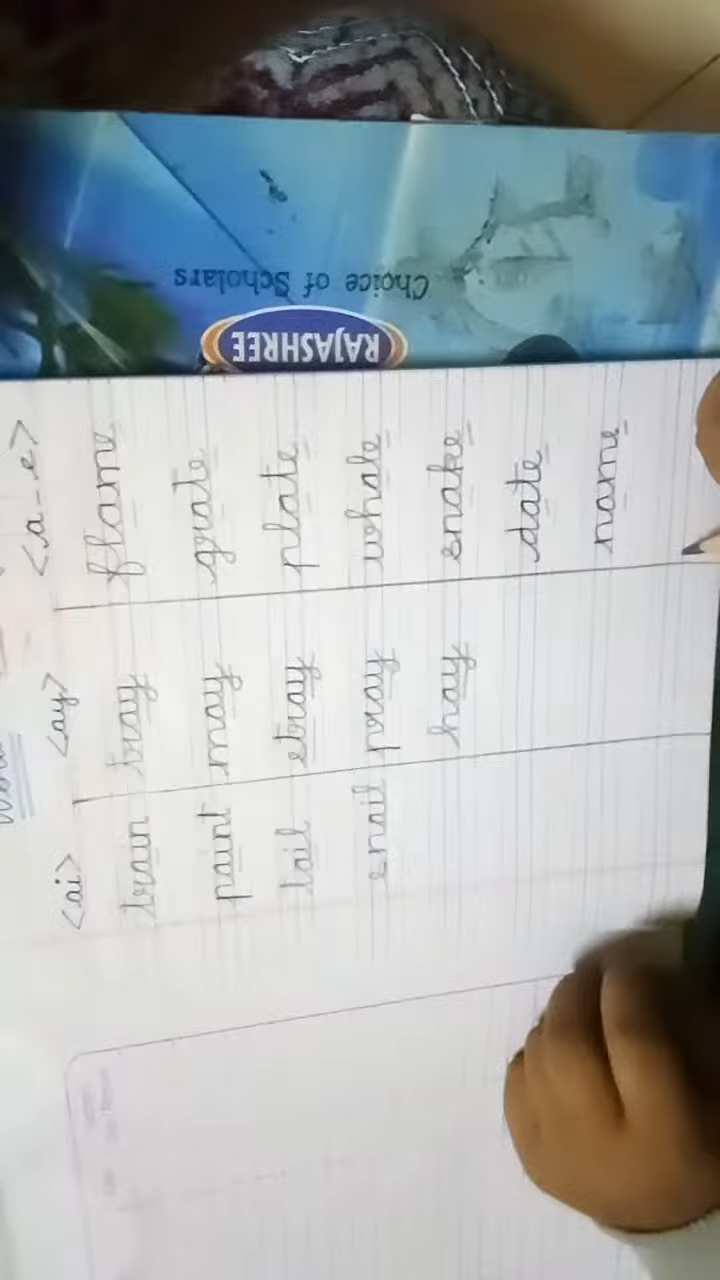 Choice of Scholars
RAJASHREE
<ai> <ay> <a-e>
train tray flame
paint may grate
tail stray plate
snail pray whale
hay snake
date
name